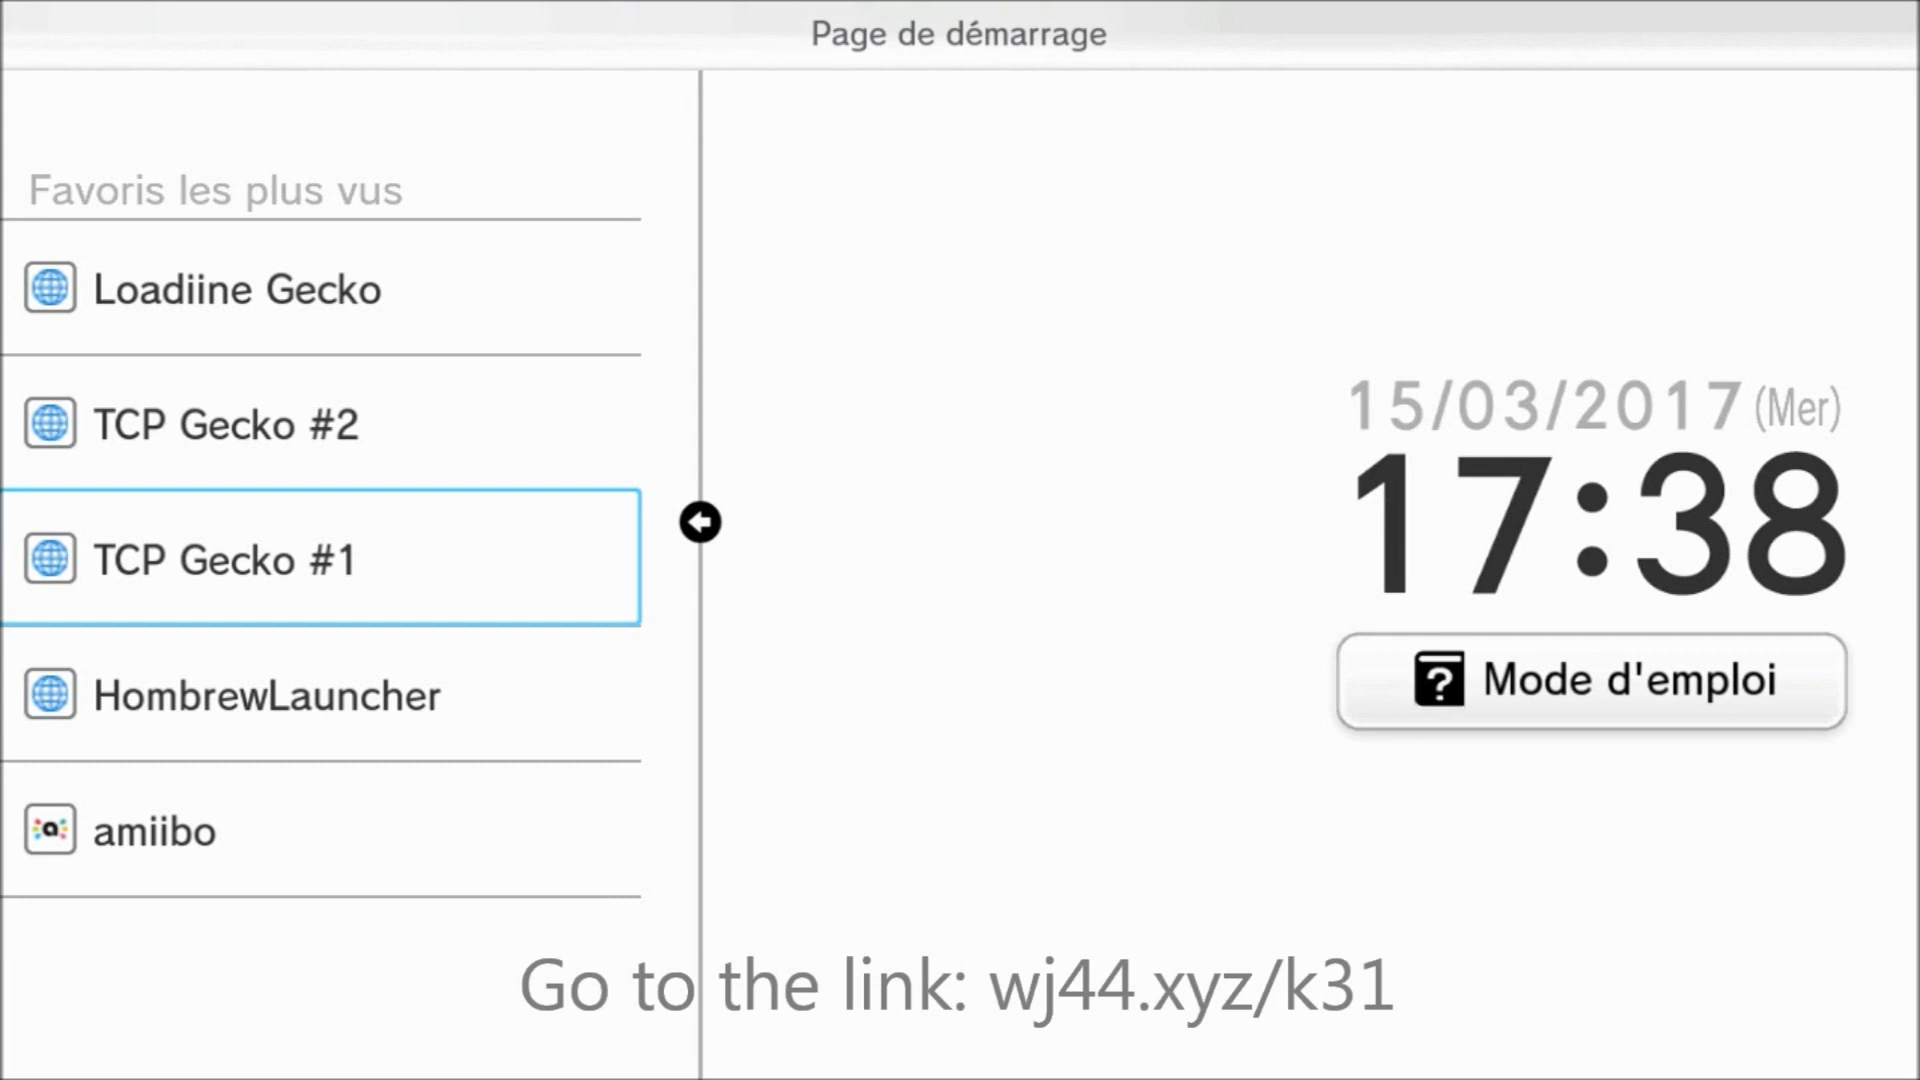 Page de démarrage
Favoris les plus vus
Loadiine Gecko
TCP Gecko #2
TCP Gecko #1
HombrewLauncher
amiibo
15/03/2017 (Mer)
17:38
Mode d'emploi
Go to the link: wj44.xyz/k31